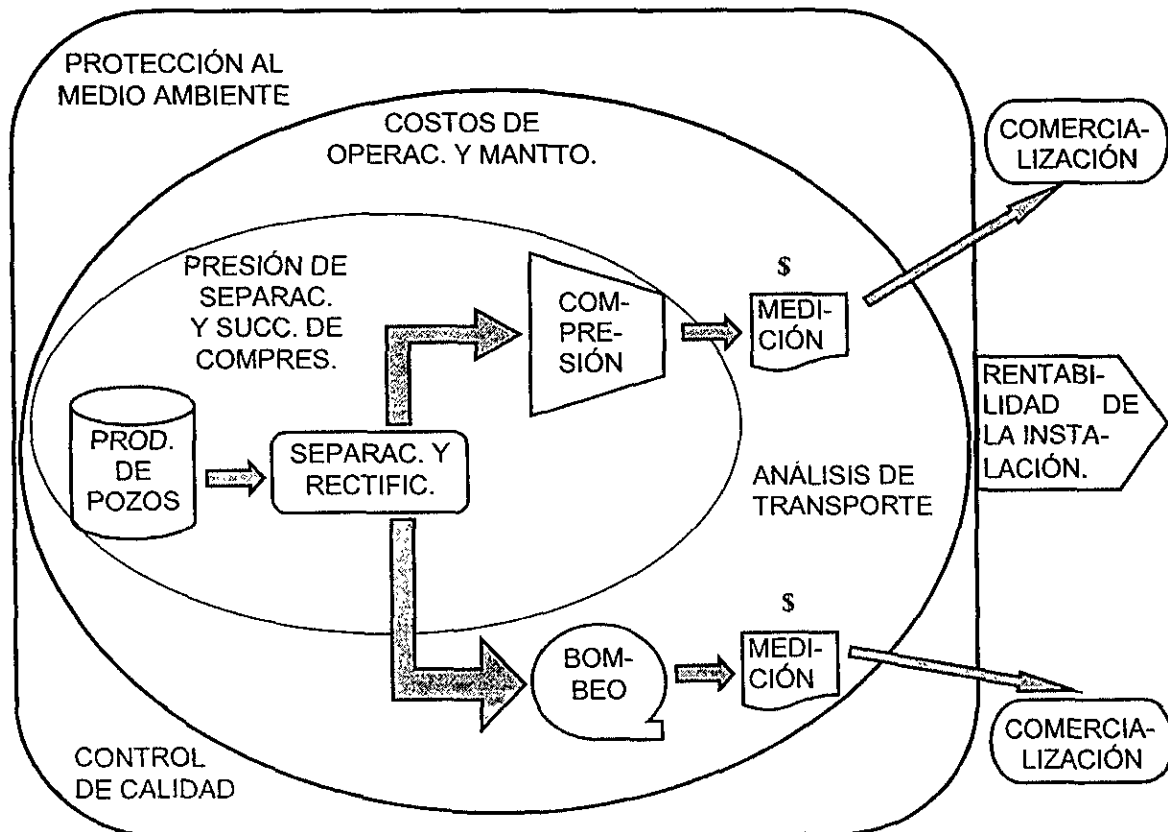 PROTECCIÓN AL
MEDIO AMBIENTE
COSTOS DE
OPERAC. Y MANTTO.
COMERCIA-
LIZACIÓN
PRESIÓN DE
SEPARAC.
Y SUCC. DE
COMPRES.
COM-
PRE-
SIÓN
$
MEDI-
CIÓN
PROD.
DE
POZOS
SEPARAC. Y
RECTIFIC.
ANÁLISIS DE
TRANSPORTE
RENTABI-
LIDAD DE
LA INSTA-
LACIÓN.
BOM-
BEO
$
MEDI-
CIÓN
COMERCIA-
LIZACIÓN
CONTROL
DE CALIDAD